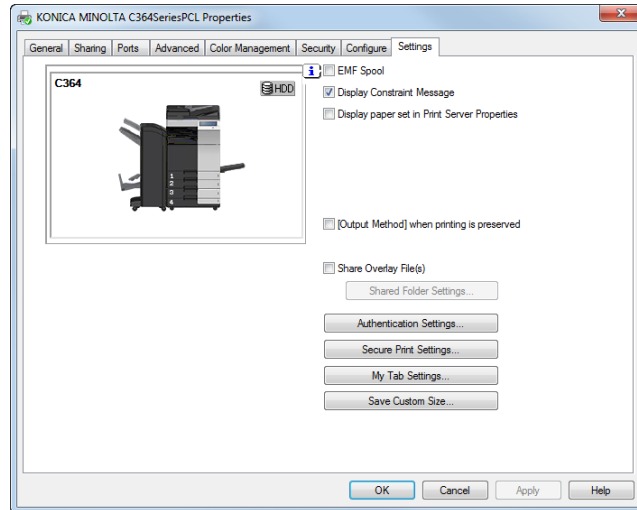 KONICA MINOLTA C364SeriesPCL Properties
General Sharing Ports Advanced Color Management Security Configure Settings
C364
HDD
1
2
3
4
EMF Spool
Display Constraint Message
Display paper set in Print Server Properties
[Output Method] when printing is preserved
Share Overlay File(s)
Shared Folder Settings...
Authentication Settings...
Secure Print Settings...
My Tab Settings...
Save Custom Size...
OK Cancel Apply Help